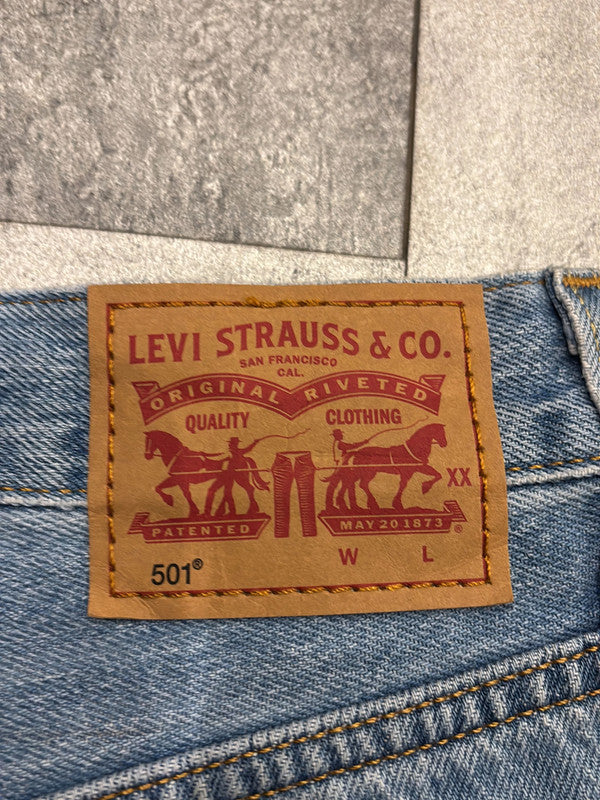 LEVI STRAUSS & CO.
SAN FRANCISCO
CAL.
ORIGINAL RIVETED
QUALITY CLOTHING
XX
PATENTED MAY 20 1873 ®
W L
501®